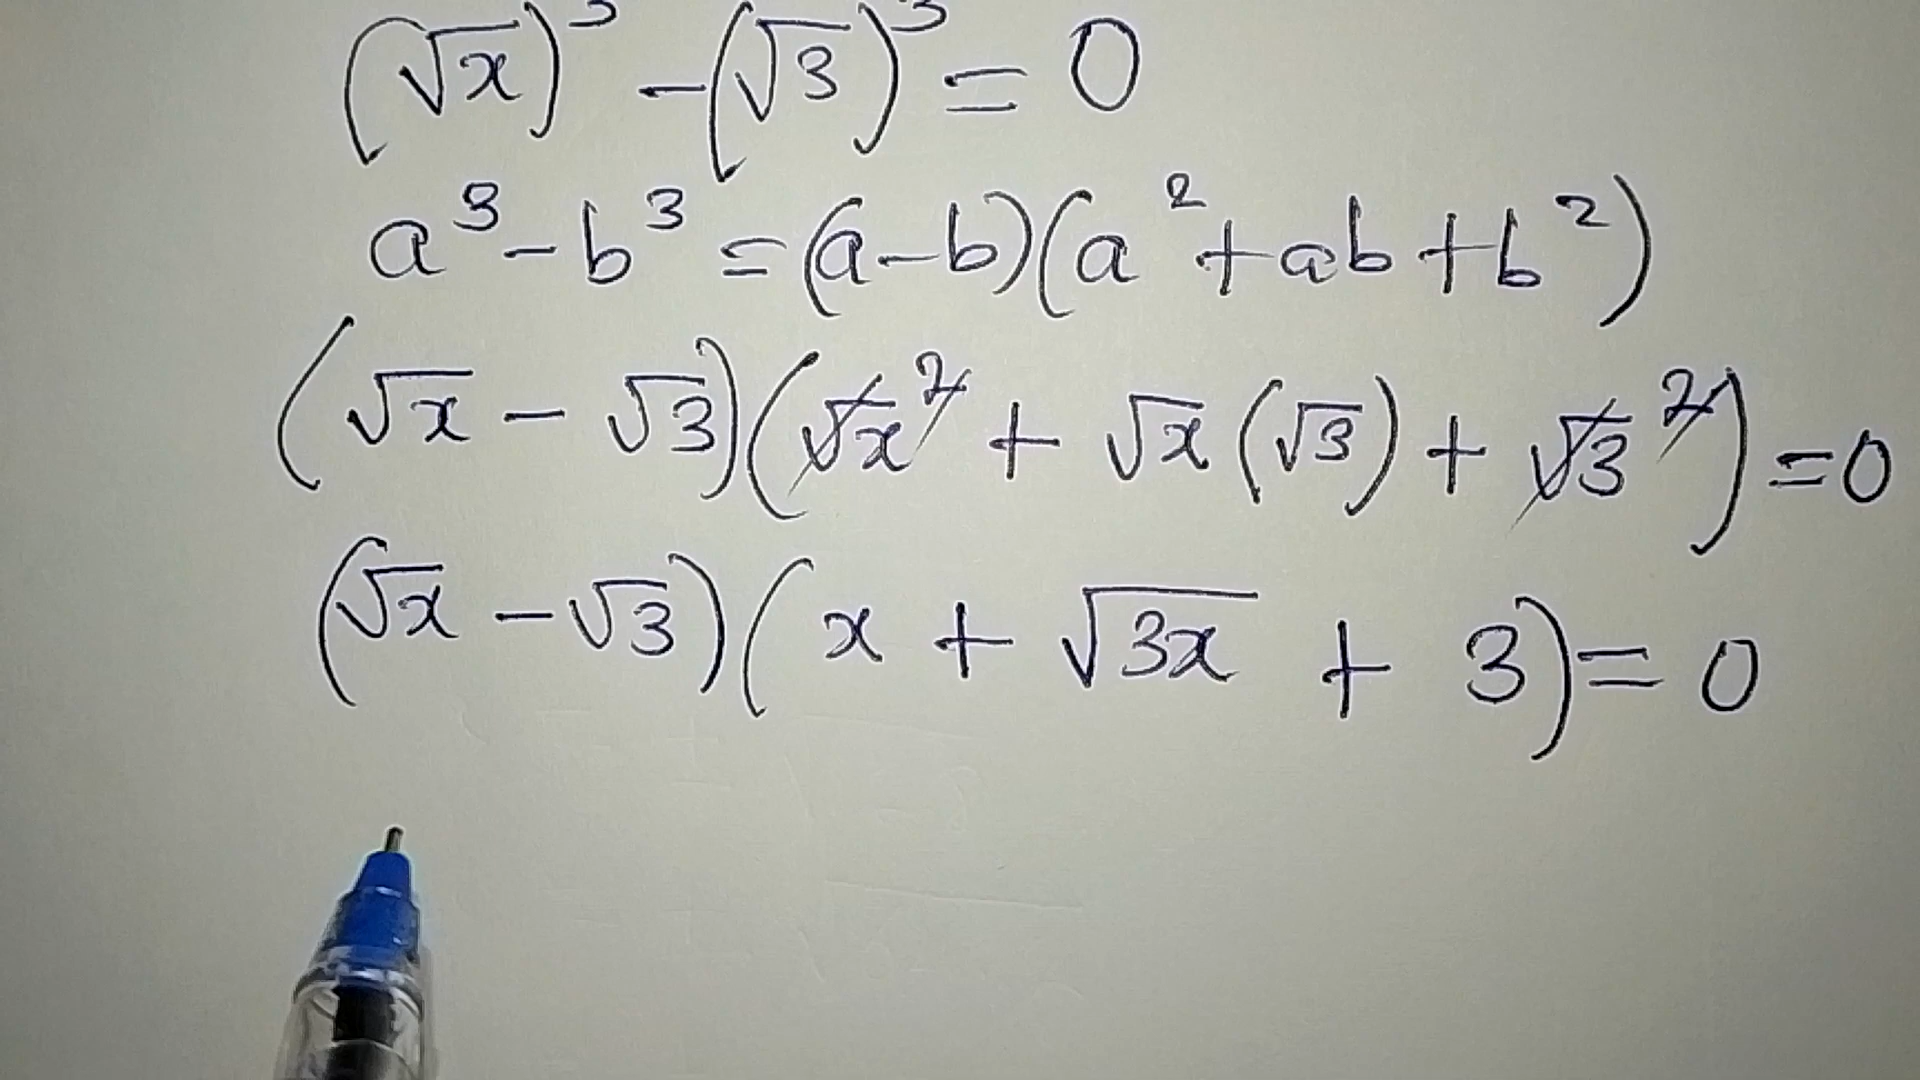 (√x)³ - (√3)³ = 0
a³ - b³ = (a-b)(a² + ab + b²)
(√x - √3)(√x² + √x(√3) + √3²) = 0
(√x - √3)(x + √3x + 3) = 0